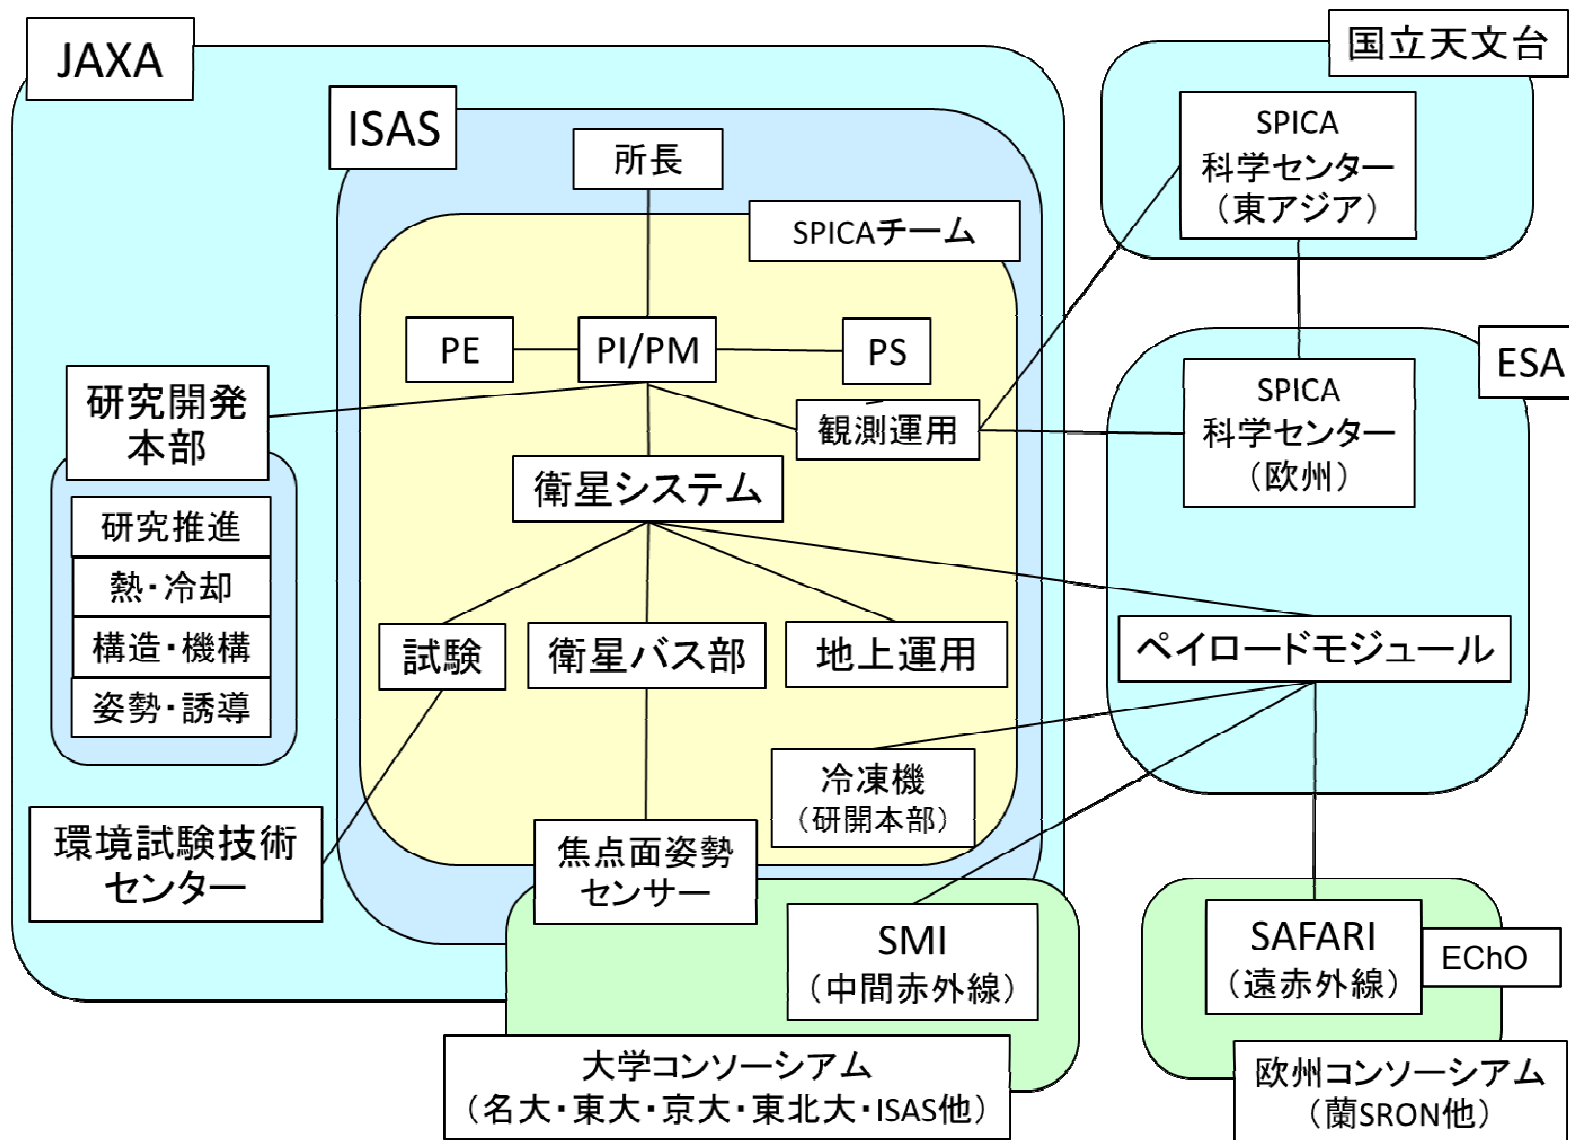 JAXA
ISAS
所長
SPICAチーム
PE
PI/PM
PS
観測運用
衛星システム
試験
衛星バス部
地上運用
冷凍機
（研開本部）
焦点面姿勢
センサー
研究開発
本部
研究推進
熱・冷却
構造・機構
姿勢・誘導
環境試験技術
センター
国立天文台
SPICA
科学センター
（東アジア）
ESA
SPICA
科学センター
（欧州）
ペイロードモジュール
SMI
（中間赤外線）
大学コンソーシアム
（名大・東大・京大・東北大・ISAS他）
SAFARI
（遠赤外線）
EChO
欧州コンソーシアム
（蘭SRON他）